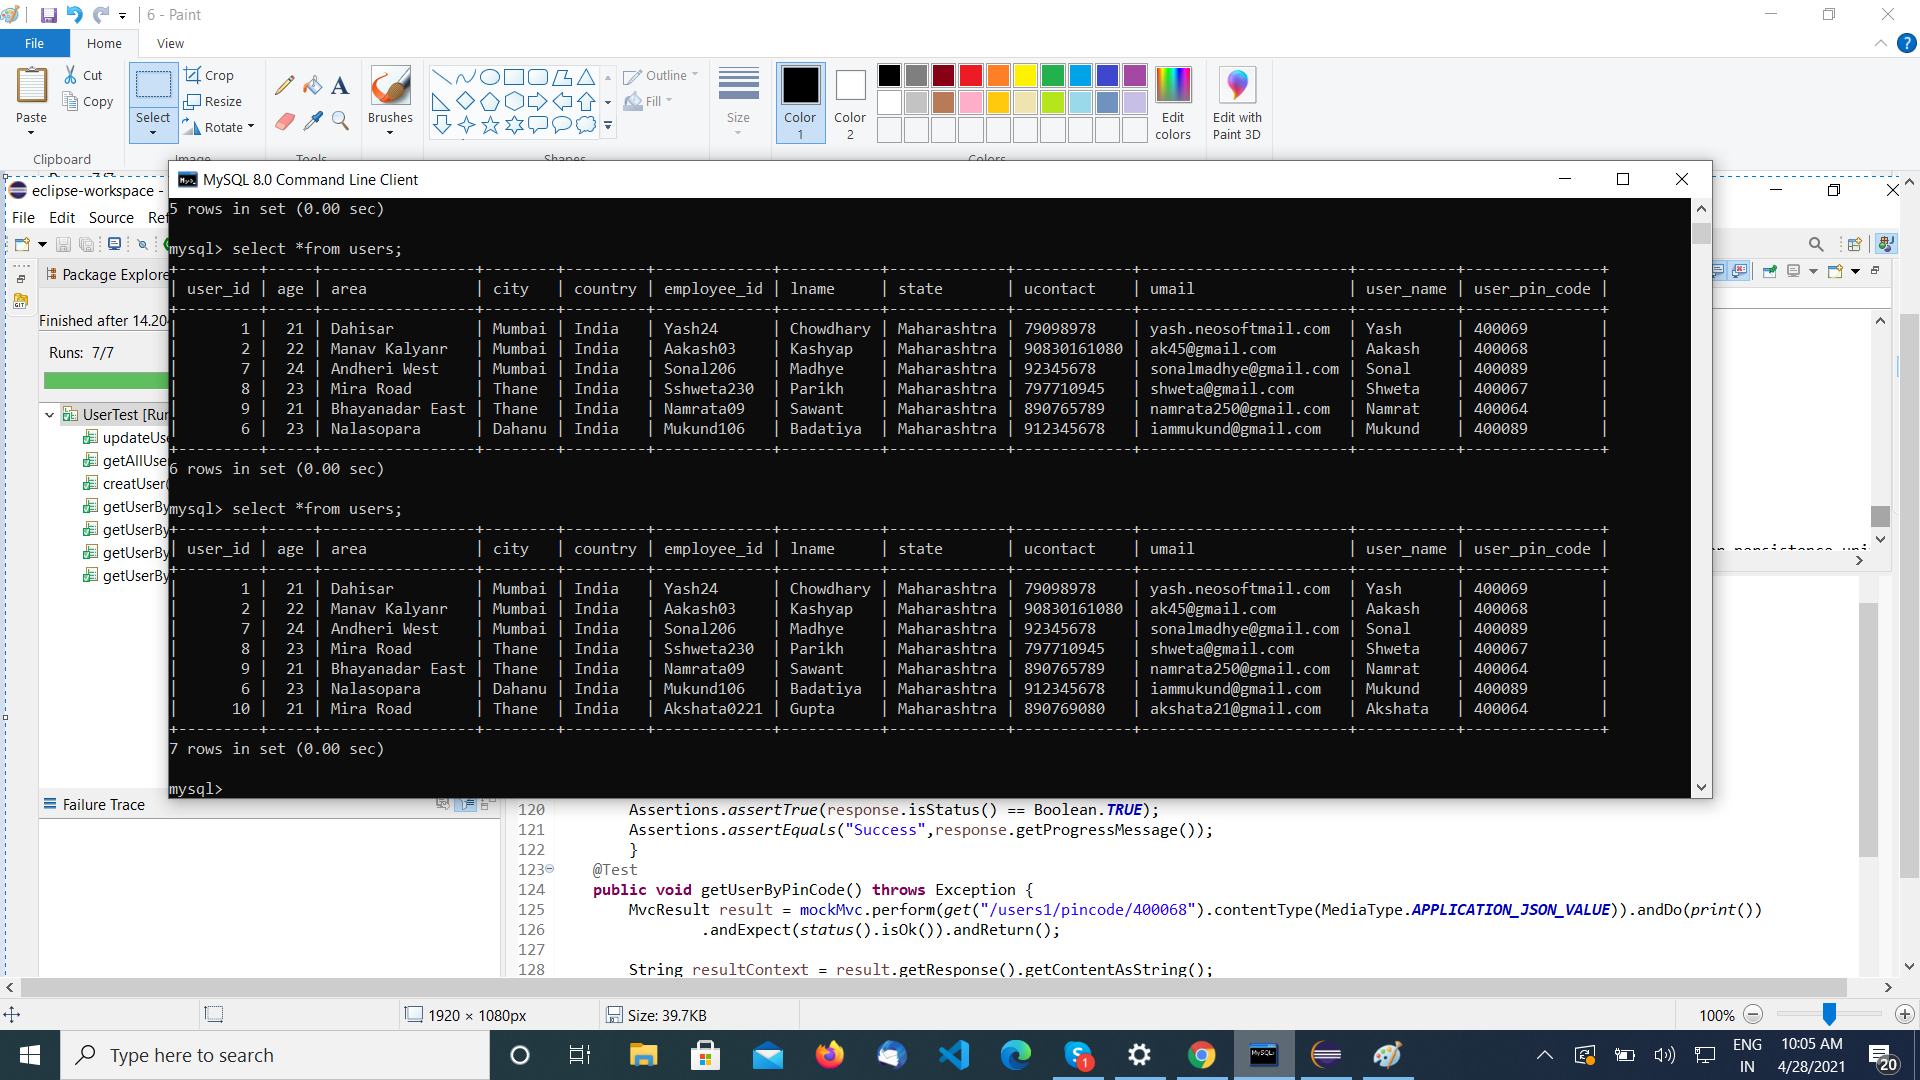 6 - Paint
File Home View
Paste
Cut
Copy
Clipboard
Select
Crop
Resize
Rotate
Image
Tools
Brushes
Outline
Fill
Shapes
Size
Color 1
Color 2
Edit colors
Edit with Paint 3D
Colors
Runs: 7/7
eclipse-workspace -
File Edit Source Ref
Package Explore
Finished after 14.204
Runs: 7/7
UserTest [Run
updateUse
getAllUse
creatUser(
getUserBy
getUserBy
getUserBy
getUserBy
Failure Trace
MySQL 8.0 Command Line Client
5 rows in set (0.00 sec)
mysql> select *from users;
+---------+-----+-----------------+--------+---------+-------------+-----------+-------------+-------------+-----------------------+-----------+---------------+
| user_id | age | area            | city   | country | employee_id | lname     | state       | ucontact    | umail                 | user_name | user_pin_code |
+---------+-----+-----------------+--------+---------+-------------+-----------+-------------+-------------+-----------------------+-----------+---------------+
|       1 |  21 | Dahisar         | Mumbai | India   | Yash24      | Chowdhary | Maharashtra | 79098978    | yash.neosoftmail.com  | Yash      | 400069        |
|       2 |  22 | Manav Kalyanr   | Mumbai | India   | Aakash03    | Kashyap   | Maharashtra | 90830161080 | ak45@gmail.com        | Aakash    | 400068        |
|       7 |  24 | Andheri West    | Mumbai | India   | Sonal206    | Madhye    | Maharashtra | 92345678    | sonalmadhye@gmail.com | Sonal     | 400089        |
|       8 |  23 | Mira Road       | Thane  | India   | Sshweta230  | Parikh    | Maharashtra | 797710945   | shweta@gmail.com      | Shweta    | 400067        |
|       9 |  21 | Bhayanadar East | Thane  | India   | Namrata09   | Sawant    | Maharashtra | 890765789   | namrata250@gmail.com  | Namrat    | 400064        |
|       6 |  23 | Nalasopara      | Dahanu | India   | Mukund106   | Badatiya  | Maharashtra | 912345678   | iammukund@gmail.com   | Mukund    | 400089        |
+---------+-----+-----------------+--------+---------+-------------+-----------+-------------+-------------+-----------------------+-----------+---------------+
6 rows in set (0.00 sec)
mysql> select *from users;
+---------+-----+-----------------+--------+---------+-------------+-----------+-------------+-------------+-----------------------+-----------+---------------+
| user_id | age | area            | city   | country | employee_id | lname     | state       | ucontact    | umail                 | user_name | user_pin_code |
+---------+-----+-----------------+--------+---------+-------------+-----------+-------------+-------------+-----------------------+-----------+---------------+
|       1 |  21 | Dahisar         | Mumbai | India   | Yash24      | Chowdhary | Maharashtra | 79098978    | yash.neosoftmail.com  | Yash      | 400069        |
|       2 |  22 | Manav Kalyanr   | Mumbai | India   | Aakash03    | Kashyap   | Maharashtra | 90830161080 | ak45@gmail.com        | Aakash    | 400068        |
|       7 |  24 | Andheri West    | Mumbai | India   | Sonal206    | Madhye    | Maharashtra | 92345678    | sonalmadhye@gmail.com | Sonal     | 400089        |
|       8 |  23 | Mira Road       | Thane  | India   | Sshweta230  | Parikh    | Maharashtra | 797710945   | shweta@gmail.com      | Shweta    | 400067        |
|       9 |  21 | Bhayanadar East | Thane  | India   | Namrata09   | Sawant    | Maharashtra | 890765789   | namrata250@gmail.com  | Namrat    | 400064        |
|       6 |  23 | Nalasopara      | Dahanu | India   | Mukund106   | Badatiya  | Maharashtra | 912345678   | iammukund@gmail.com   | Mukund    | 400089        |
|      10 |  21 | Mira Road       | Thane  | India   | Akshata0221 | Gupta     | Maharashtra | 890769080   | akshata21@gmail.com   | Akshata   | 400064        |
+---------+-----+-----------------+--------+---------+-------------+-----------+-------------+-------------+-----------------------+-----------+---------------+
7 rows in set (0.00 sec)
mysql>
120 Assertions.assertTrue(response.isStatus() == Boolean.TRUE);
121 Assertions.assertEquals("Success",response.getProgressMessage());
122 }
123 @Test
124 public void getUserByPinCode() throws Exception {
125 MvcResult result = mockMvc.perform(get("/users1/pincode/400068").contentType(MediaType.APPLICATION_JSON_VALUE)).andDo(print())
126 .andExpect(status().isOk()).andReturn();
127
128 String resultContext = result.getResponse().getContentAsString();
1920 × 1080px
Size: 39.7KB
100%
Type here to search
MySQL
1
ENG
IN
10:05 AM
4/28/2021
20